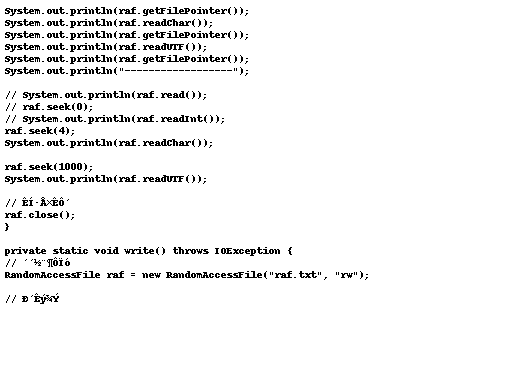 System.out.println(raf.getFilePointer());
System.out.println(raf.readChar());
System.out.println(raf.getFilePointer());
System.out.println(raf.readUTF());
System.out.println(raf.getFilePointer());
System.out.println("------------------");
// System.out.println(raf.read());
// raf.seek(0);
// System.out.println(raf.readInt());
raf.seek(4);
System.out.println(raf.readChar());
raf.seek(1000);
System.out.println(raf.readUTF());
// ÊÍ·Å×ÊÔ´
raf.close();
}
private static void write() throws IOException {
// ´´½¨¶ÔÏó
RandomAccessFile raf = new RandomAccessFile("raf.txt", "rw");
// Ð´Êý¾Ý